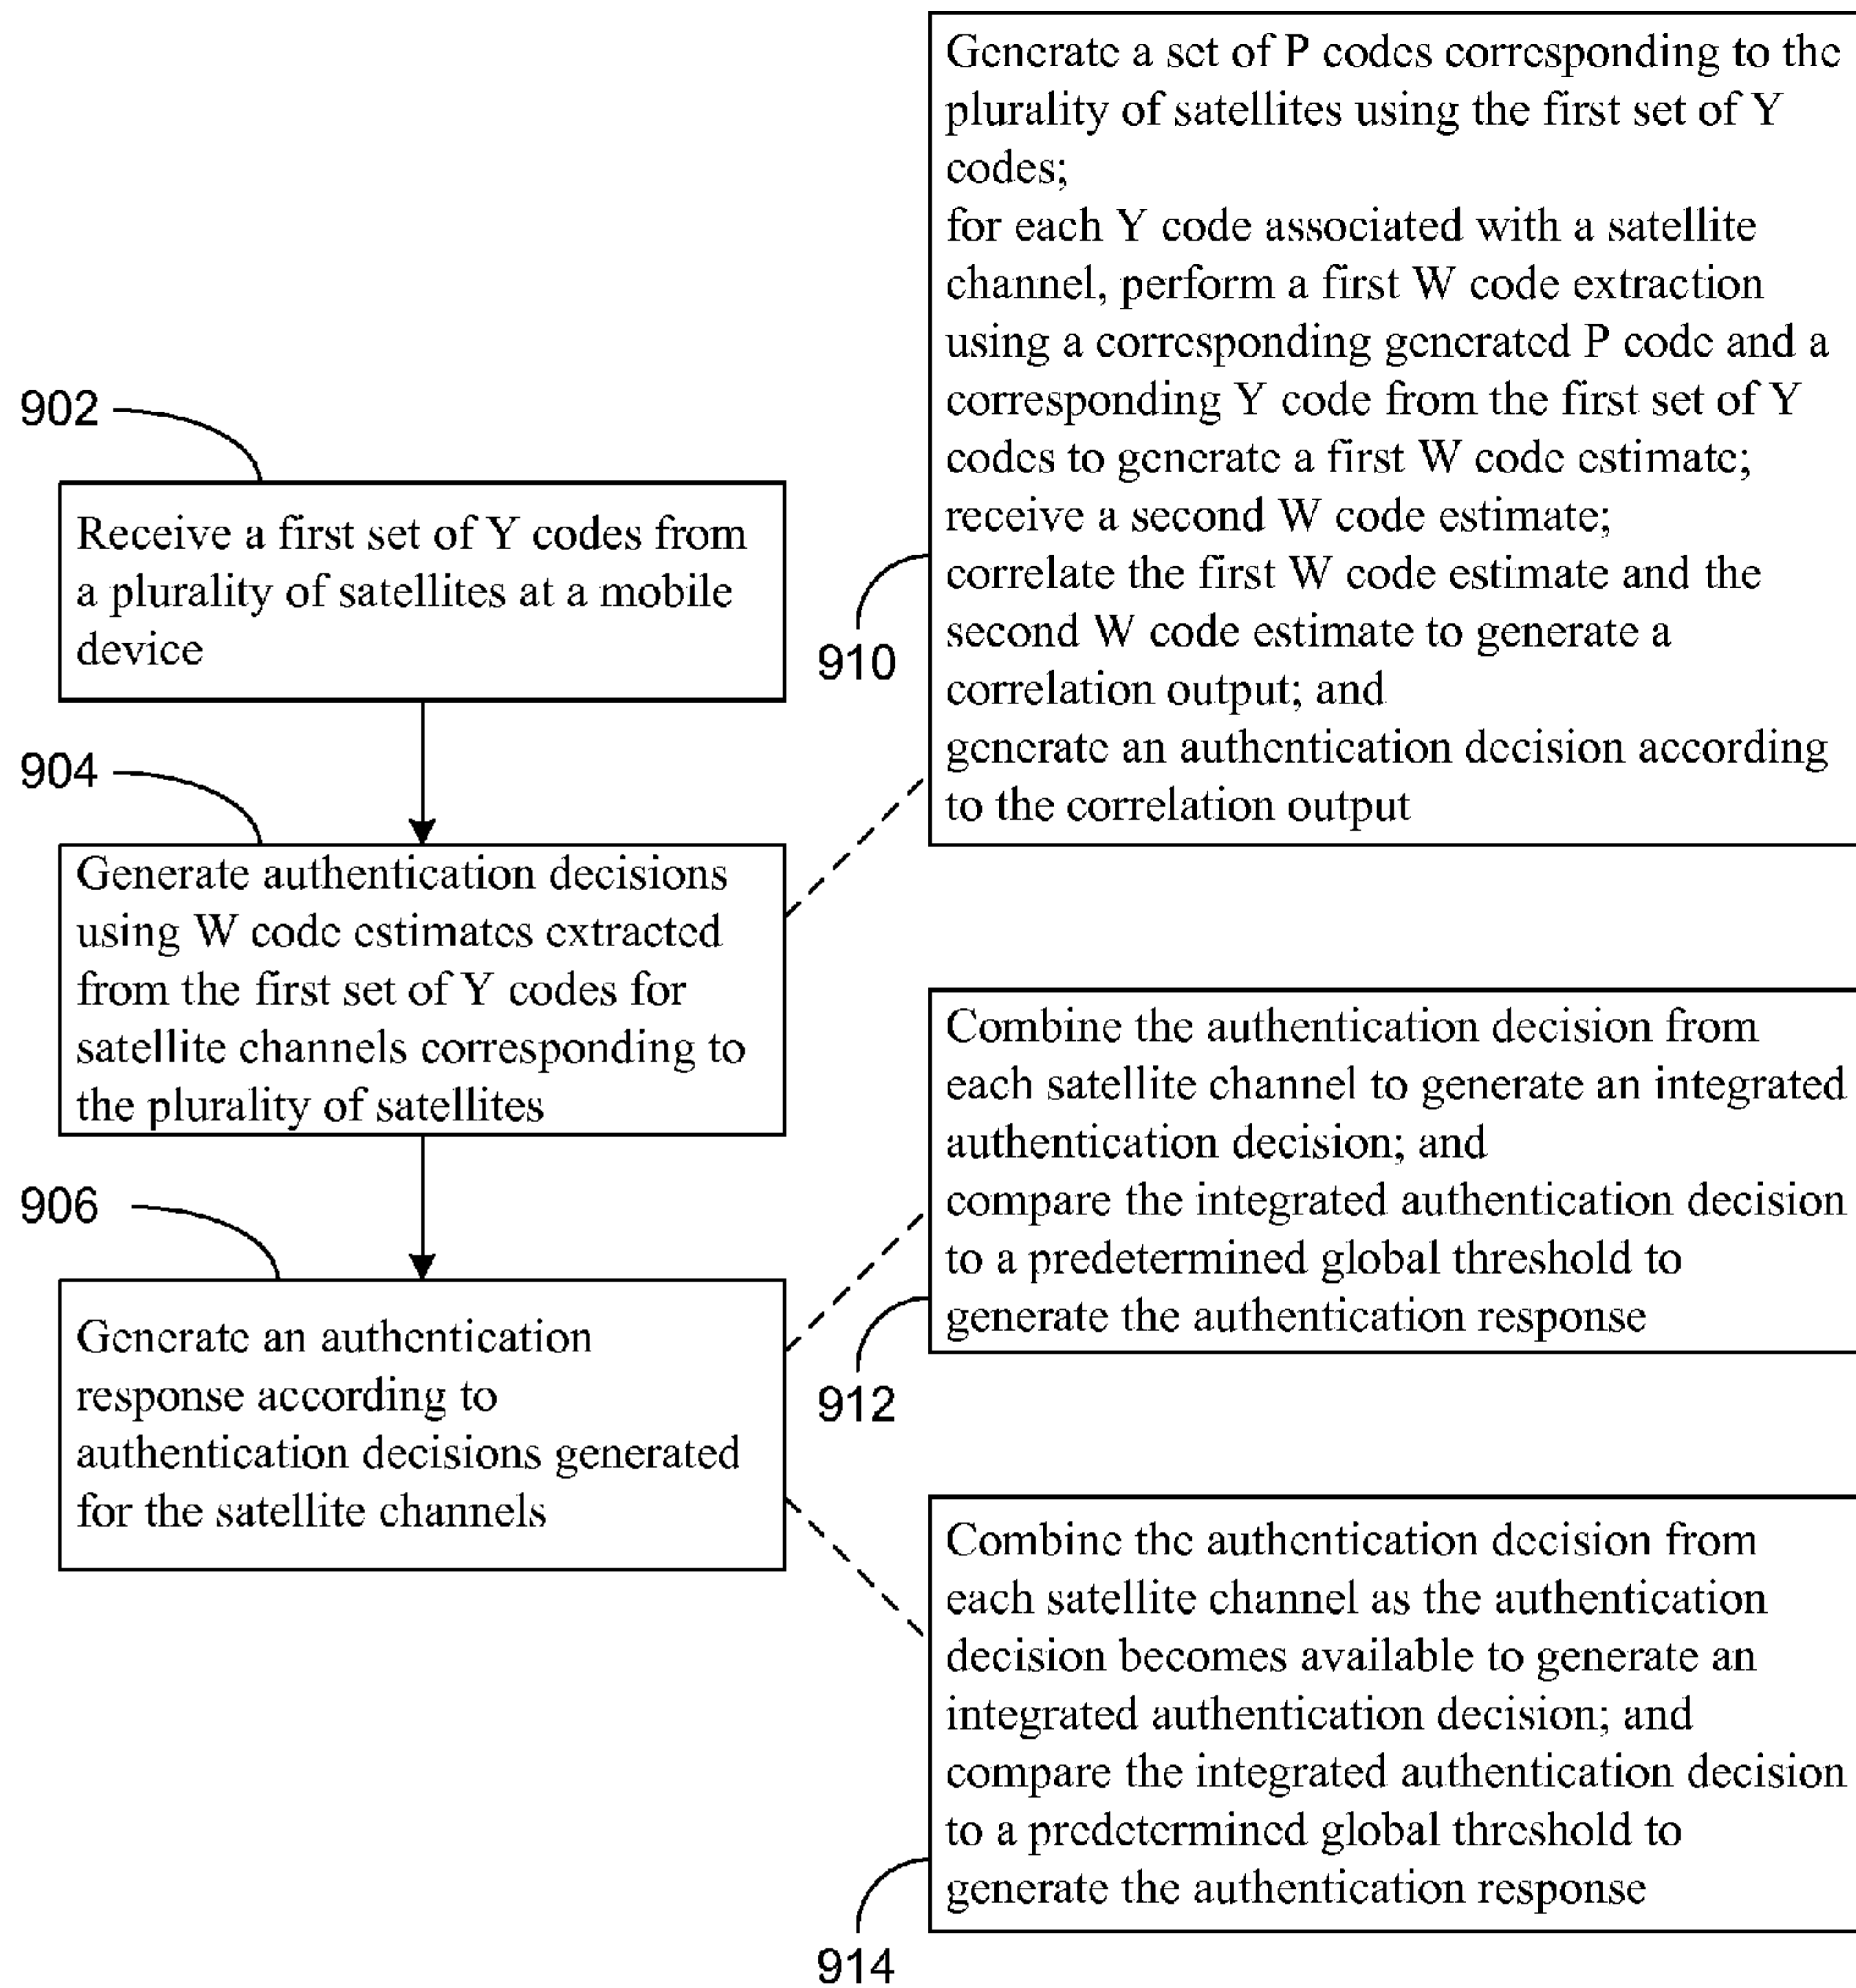 902
Receive a first set of Y codes from
a plurality of satellites at a mobile
device
904
Generate authentication decisions
using W code estimates extracted
from the first set of Y codes for
satellite channels corresponding to
the plurality of satellites
906
Generate an authentication
response according to
authentication decisions generated
for the satellite channels
Generate a set of P codes corresponding to the
plurality of satellites using the first set of Y
codes;
for each Y code associated with a satellite
channel, perform a first W code extraction
using a corresponding generated P code and a
corresponding Y code from the first set of Y
codes to generate a first W code estimate;
receive a second W code estimate;
correlate the first W code estimate and the
second W code estimate to generate a
correlation output; and
generate an authentication decision according
to the correlation output
910
Combine the authentication decision from
each satellite channel to generate an integrated
authentication decision; and
compare the integrated authentication decision
to a predetermined global threshold to
generate the authentication response
912
Combine the authentication decision from
each satellite channel as the authentication
decision becomes available to generate an
integrated authentication decision; and
compare the integrated authentication decision
to a predetermined global threshold to
generate the authentication response
914